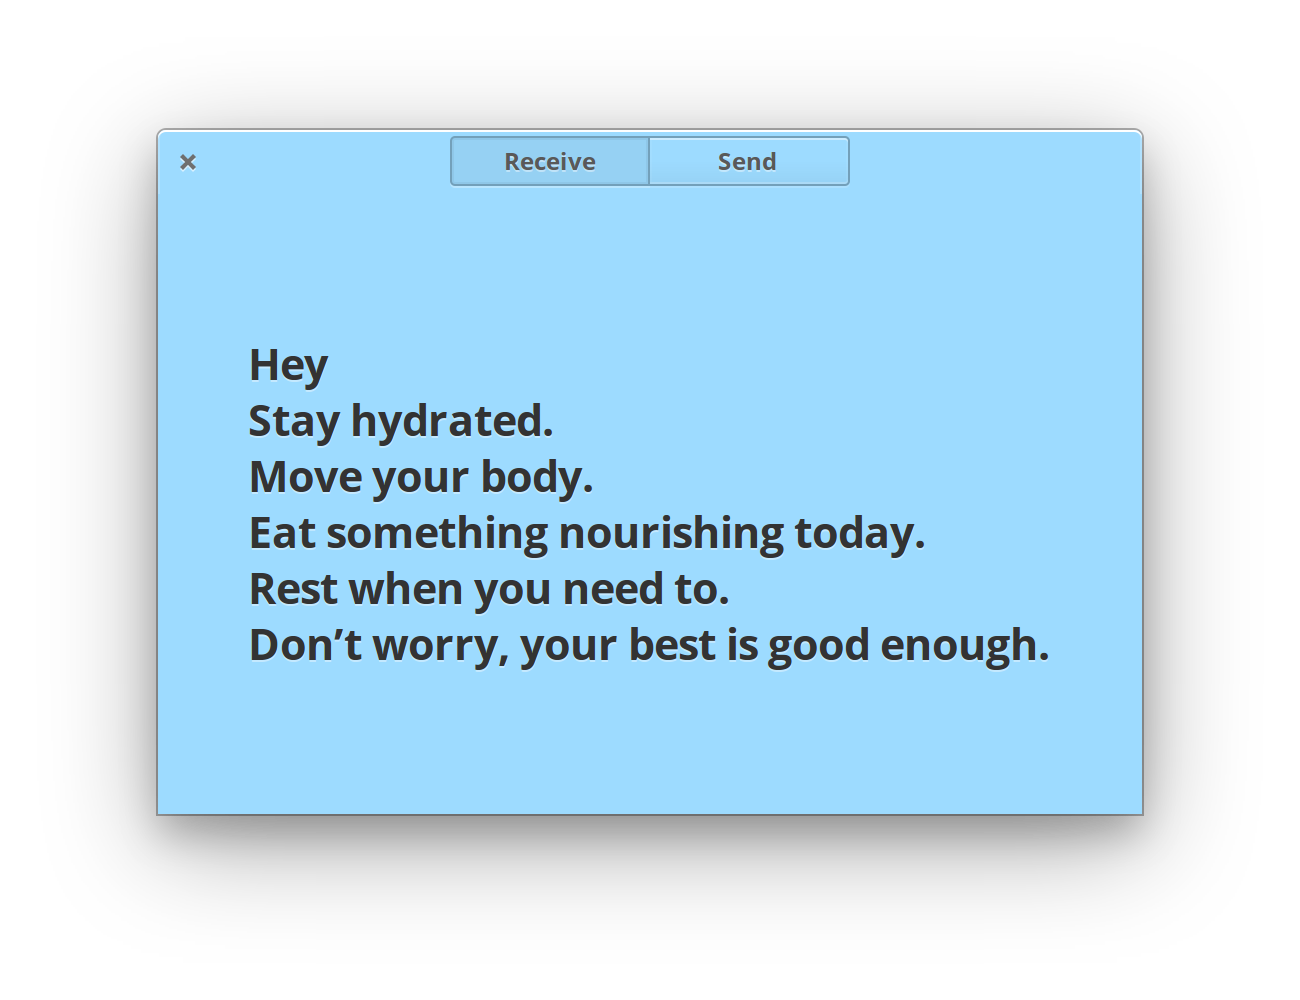 Receive Send
Hey
Stay hydrated.
Move your body.
Eat something nourishing today.
Rest when you need to.
Don’t worry, your best is good enough.